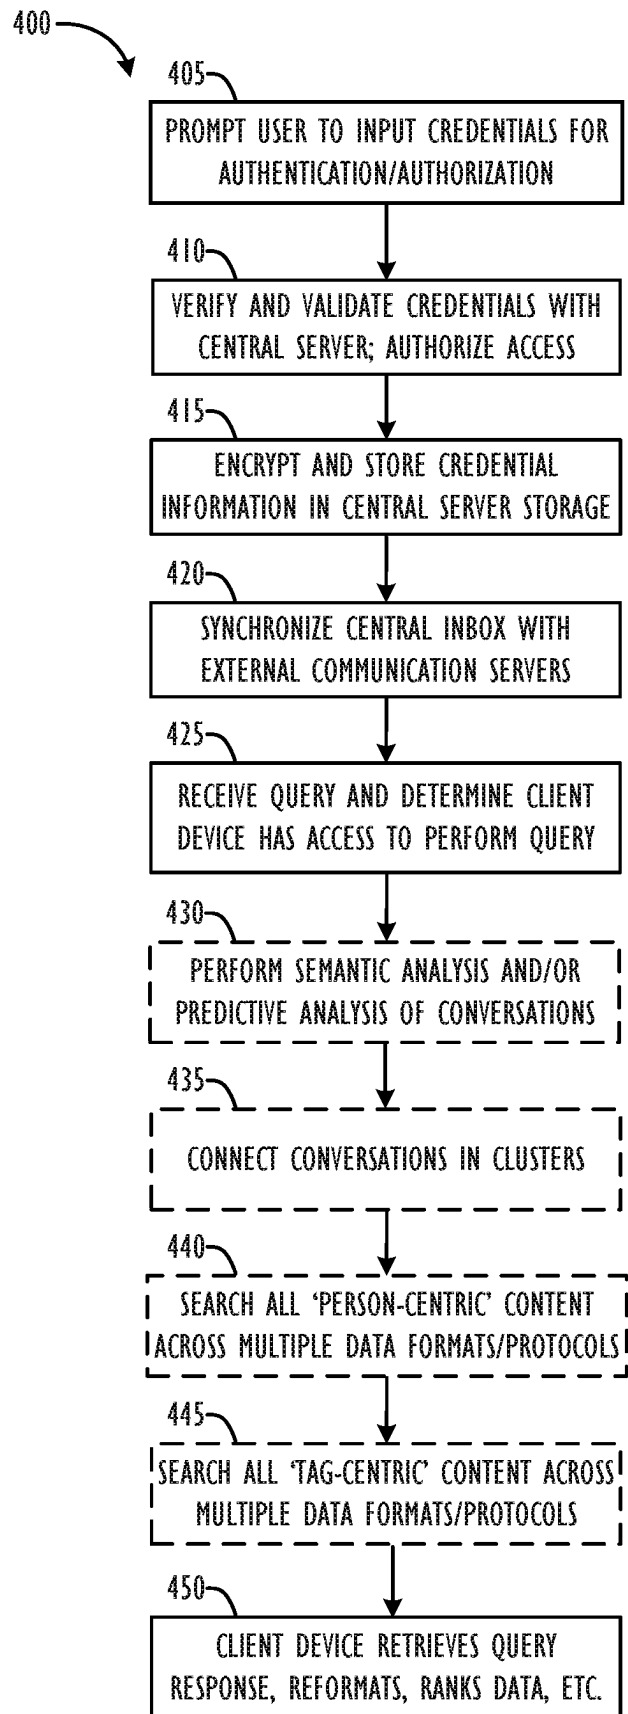 400
405
PROMPT USER TO INPUT CREDENTIALS FOR
AUTHENTICATION/AUTHORIZATION
410
VERIFY AND VALIDATE CREDENTIALS WITH
CENTRAL SERVER; AUTHORIZE ACCESS
415
ENCRYPT AND STORE CREDENTIAL
INFORMATION IN CENTRAL SERVER STORAGE
420
SYNCHRONIZE CENTRAL INBOX WITH
EXTERNAL COMMUNICATION SERVERS
425
RECEIVE QUERY AND DETERMINE CLIENT
DEVICE HAS ACCESS TO PERFORM QUERY
430
PERFORM SEMANTIC ANALYSIS AND/OR
PREDICTIVE ANALYSIS OF CONVERSATIONS
435
CONNECT CONVERSATIONS IN CLUSTERS
440
SEARCH ALL ‘PERSON-CENTRIC’ CONTENT
ACROSS MULTIPLE DATA FORMATS/PROTOCOLS
445
SEARCH ALL ‘TAG-CENTRIC’ CONTENT ACROSS
MULTIPLE DATA FORMATS/PROTOCOLS
450
CLIENT DEVICE RETRIEVES QUERY
RESPONSE, REFORMATS, RANKS DATA, ETC.